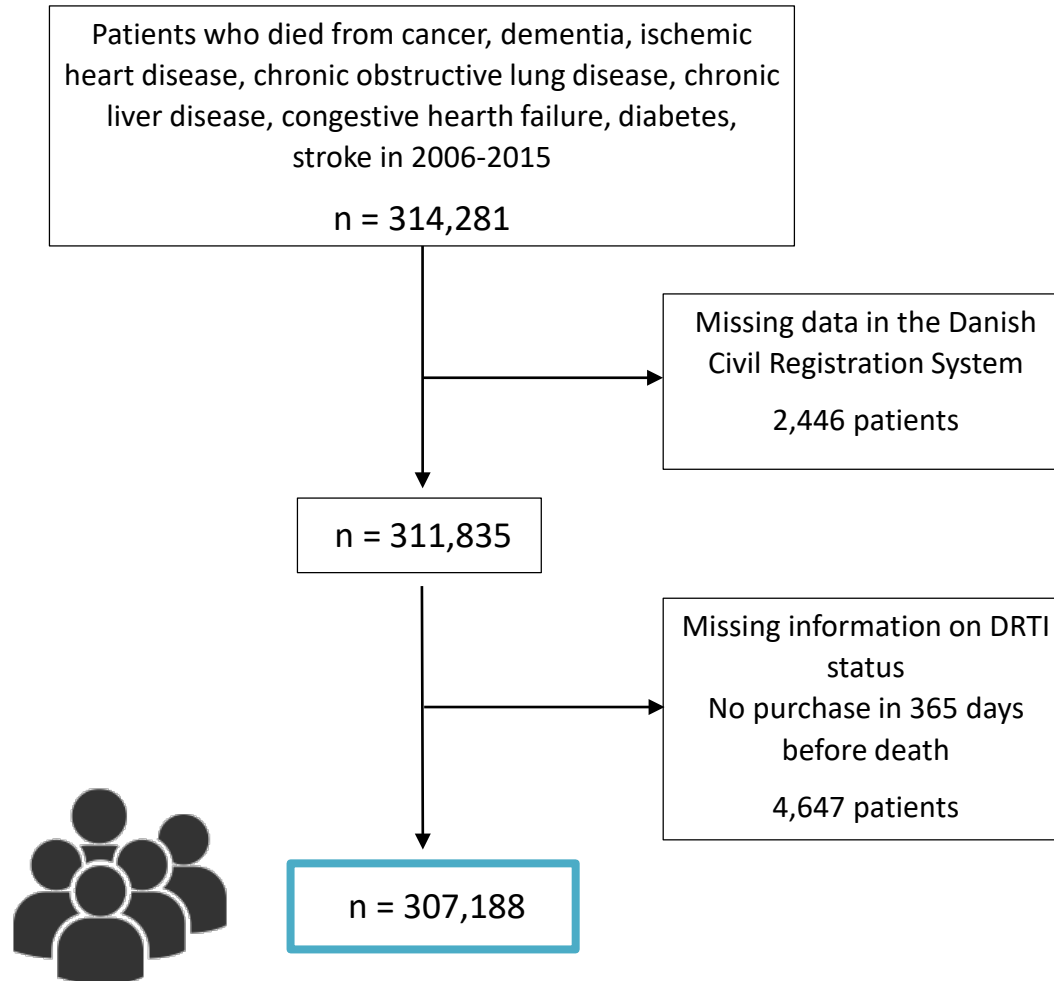 Patients who died from cancer, dementia, ischemic
heart disease, chronic obstructive lung disease, chronic
liver disease, congestive hearth failure, diabetes,
stroke in 2006-2015
n = 314,281
Missing data in the Danish
Civil Registration System
2,446 patients
n = 311,835
Missing information on DRTI
status
No purchase in 365 days
before death
4,647 patients
n = 307,188